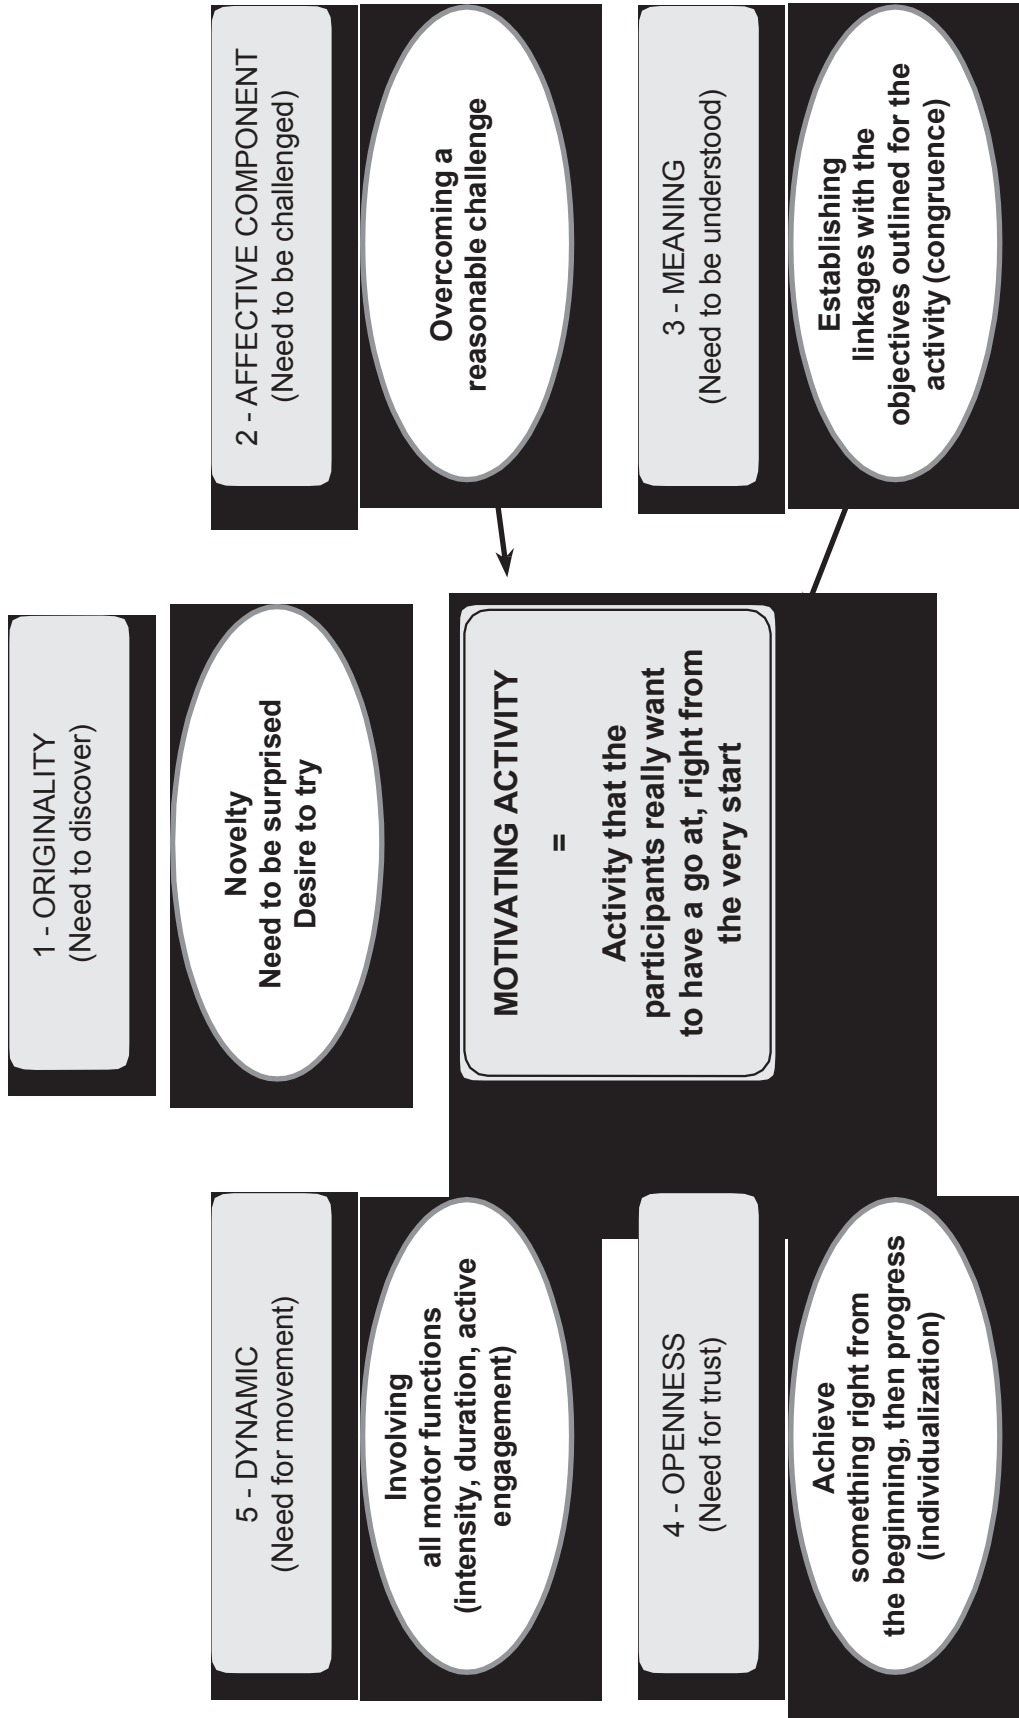 1 - ORIGINALITY
(Need to discover)
Novelty
Need to be surprised
Desire to try
2 - AFFECTIVE COMPONENT
(Need to be challenged)
Overcoming a
reasonable challenge
3 - MEANING
(Need to be understood)
Establishing
linkages with the
objectives outlined for the
activity (congruence)
4 - OPENNESS
(Need for trust)
Achieve
something right from
the beginning, then progress
(individualization)
5 - DYNAMIC
(Need for movement)
Involving
all motor functions
(intensity, duration, active
engagement)
MOTIVATING ACTIVITY
=
Activity that the
participants really want
to have a go at, right from
the very start